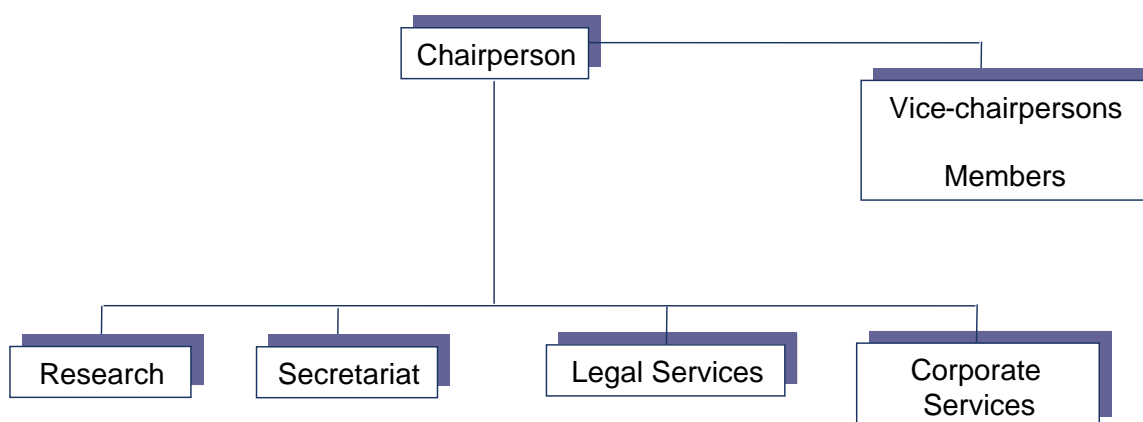 Chairperson
Vice-chairpersons
Members
Research
Secretariat
Legal Services
Corporate
Services